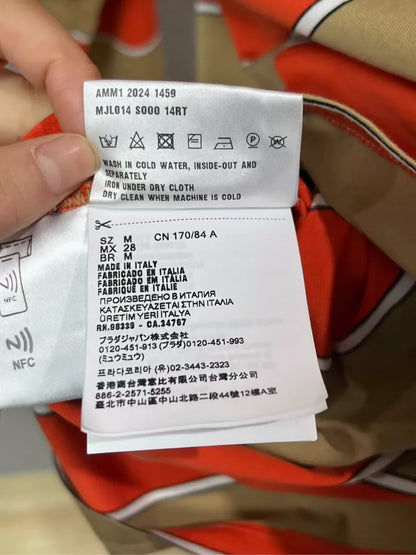 AMM1 2024 1459
MJL014 S000 14RT
WASH IN COLD WATER, INSIDE-OUT AND
SEPARATELY
IRON UNDER DRY CLOTH
DRY CLEAN WHEN MACHINE IS COLD
SZ M CN 170/84 A
MX 28
BR M
MADE IN ITALY
FABRICADO EN ITALIA
FABRICADO EM ITALIA
FABRIQUE EN ITALIE
ПРОИЗВЕДЕНО В ИТАЛИЯ
ΚΑΤΑΣΚΕΥΑΖΕΤΑΙ ΣΤΗΝ ΙΤΑΛΙΑ
ÜRETİM YERİ İTALYA
RN.08339 - CA.34767
プラダジャパン株式会社
0120-451-913 (プラダ) 0120-451-993
(ミュウミュウ)
프라다코리아 (유) 02-3443-2323
香港商台灣恵比有限公司台灣分公司
886-2-2571-5255
臺北市中山區中山北路二段44號12樓A室
NFC
NFC